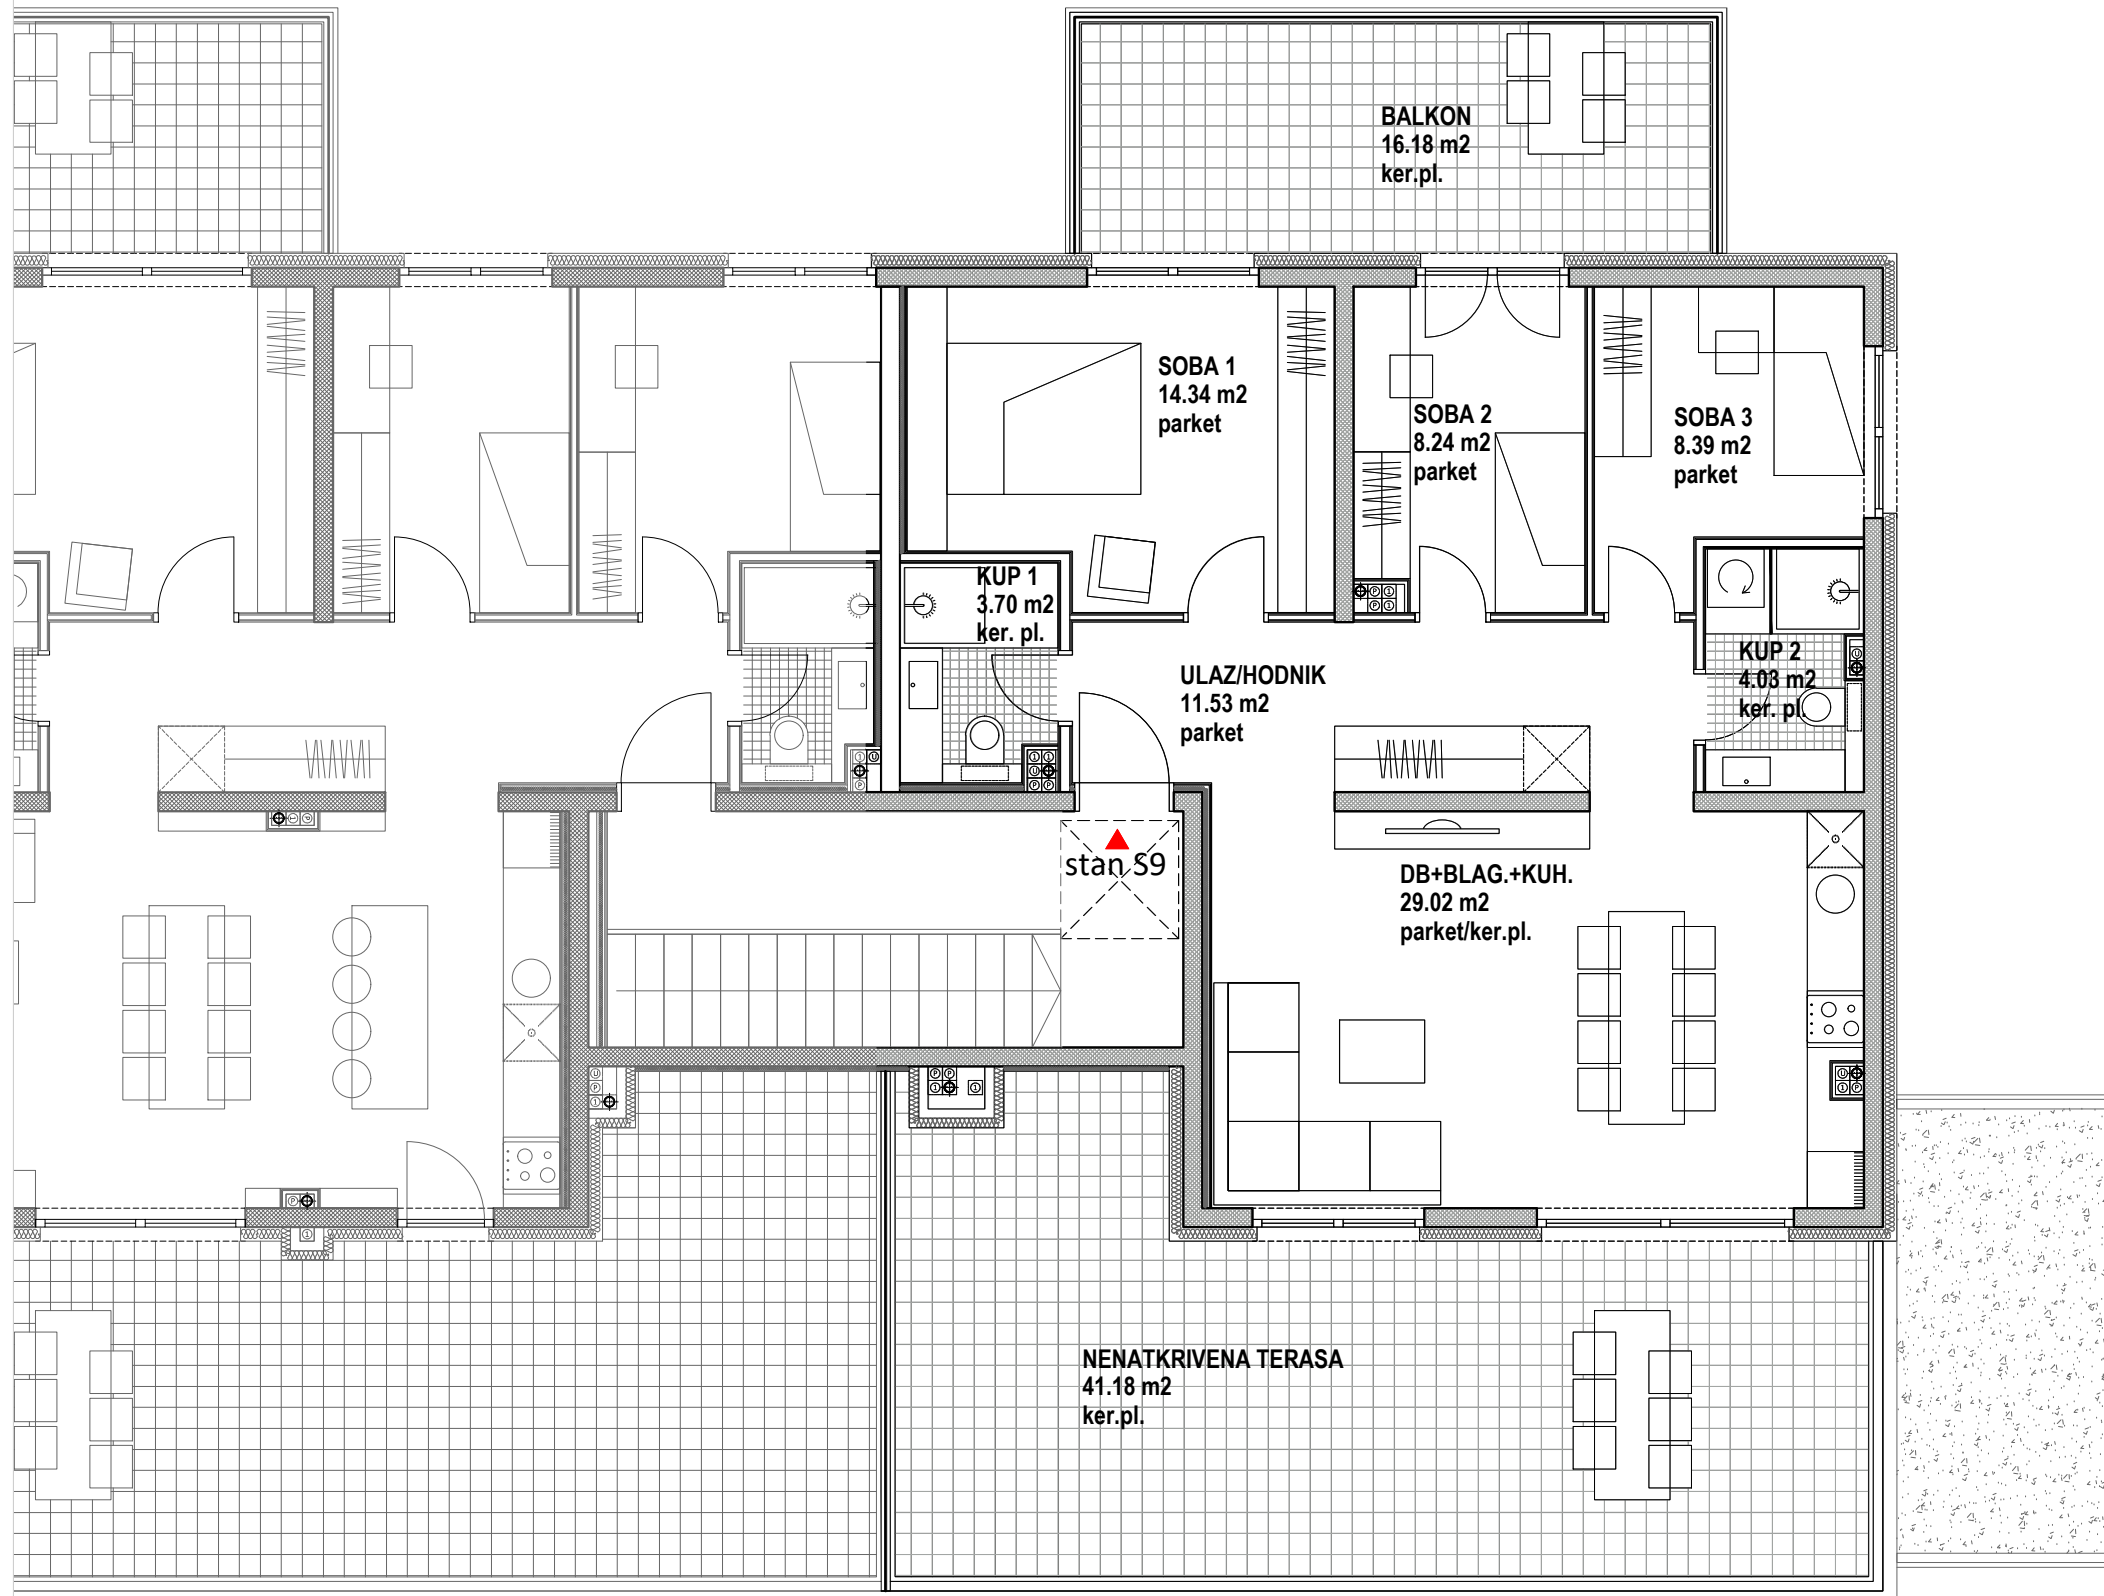 BALKON
16.18 m2
ker.pl.
SOBA 1
14.34 m2
parket
SOBA 2
8.24 m2
parket
SOBA 3
8.39 m2
parket
KUP 1
3.70 m2
ker. pl.
ULAZ/HODNIK
11.53 m2
parket
KUP 2
4.03 m2
ker. pl.
stan S9
DB+BLAG.+KUH.
29.02 m2
parket/ker.pl.
NENATKRIVENA TERASA
41.18 m2
ker.pl.